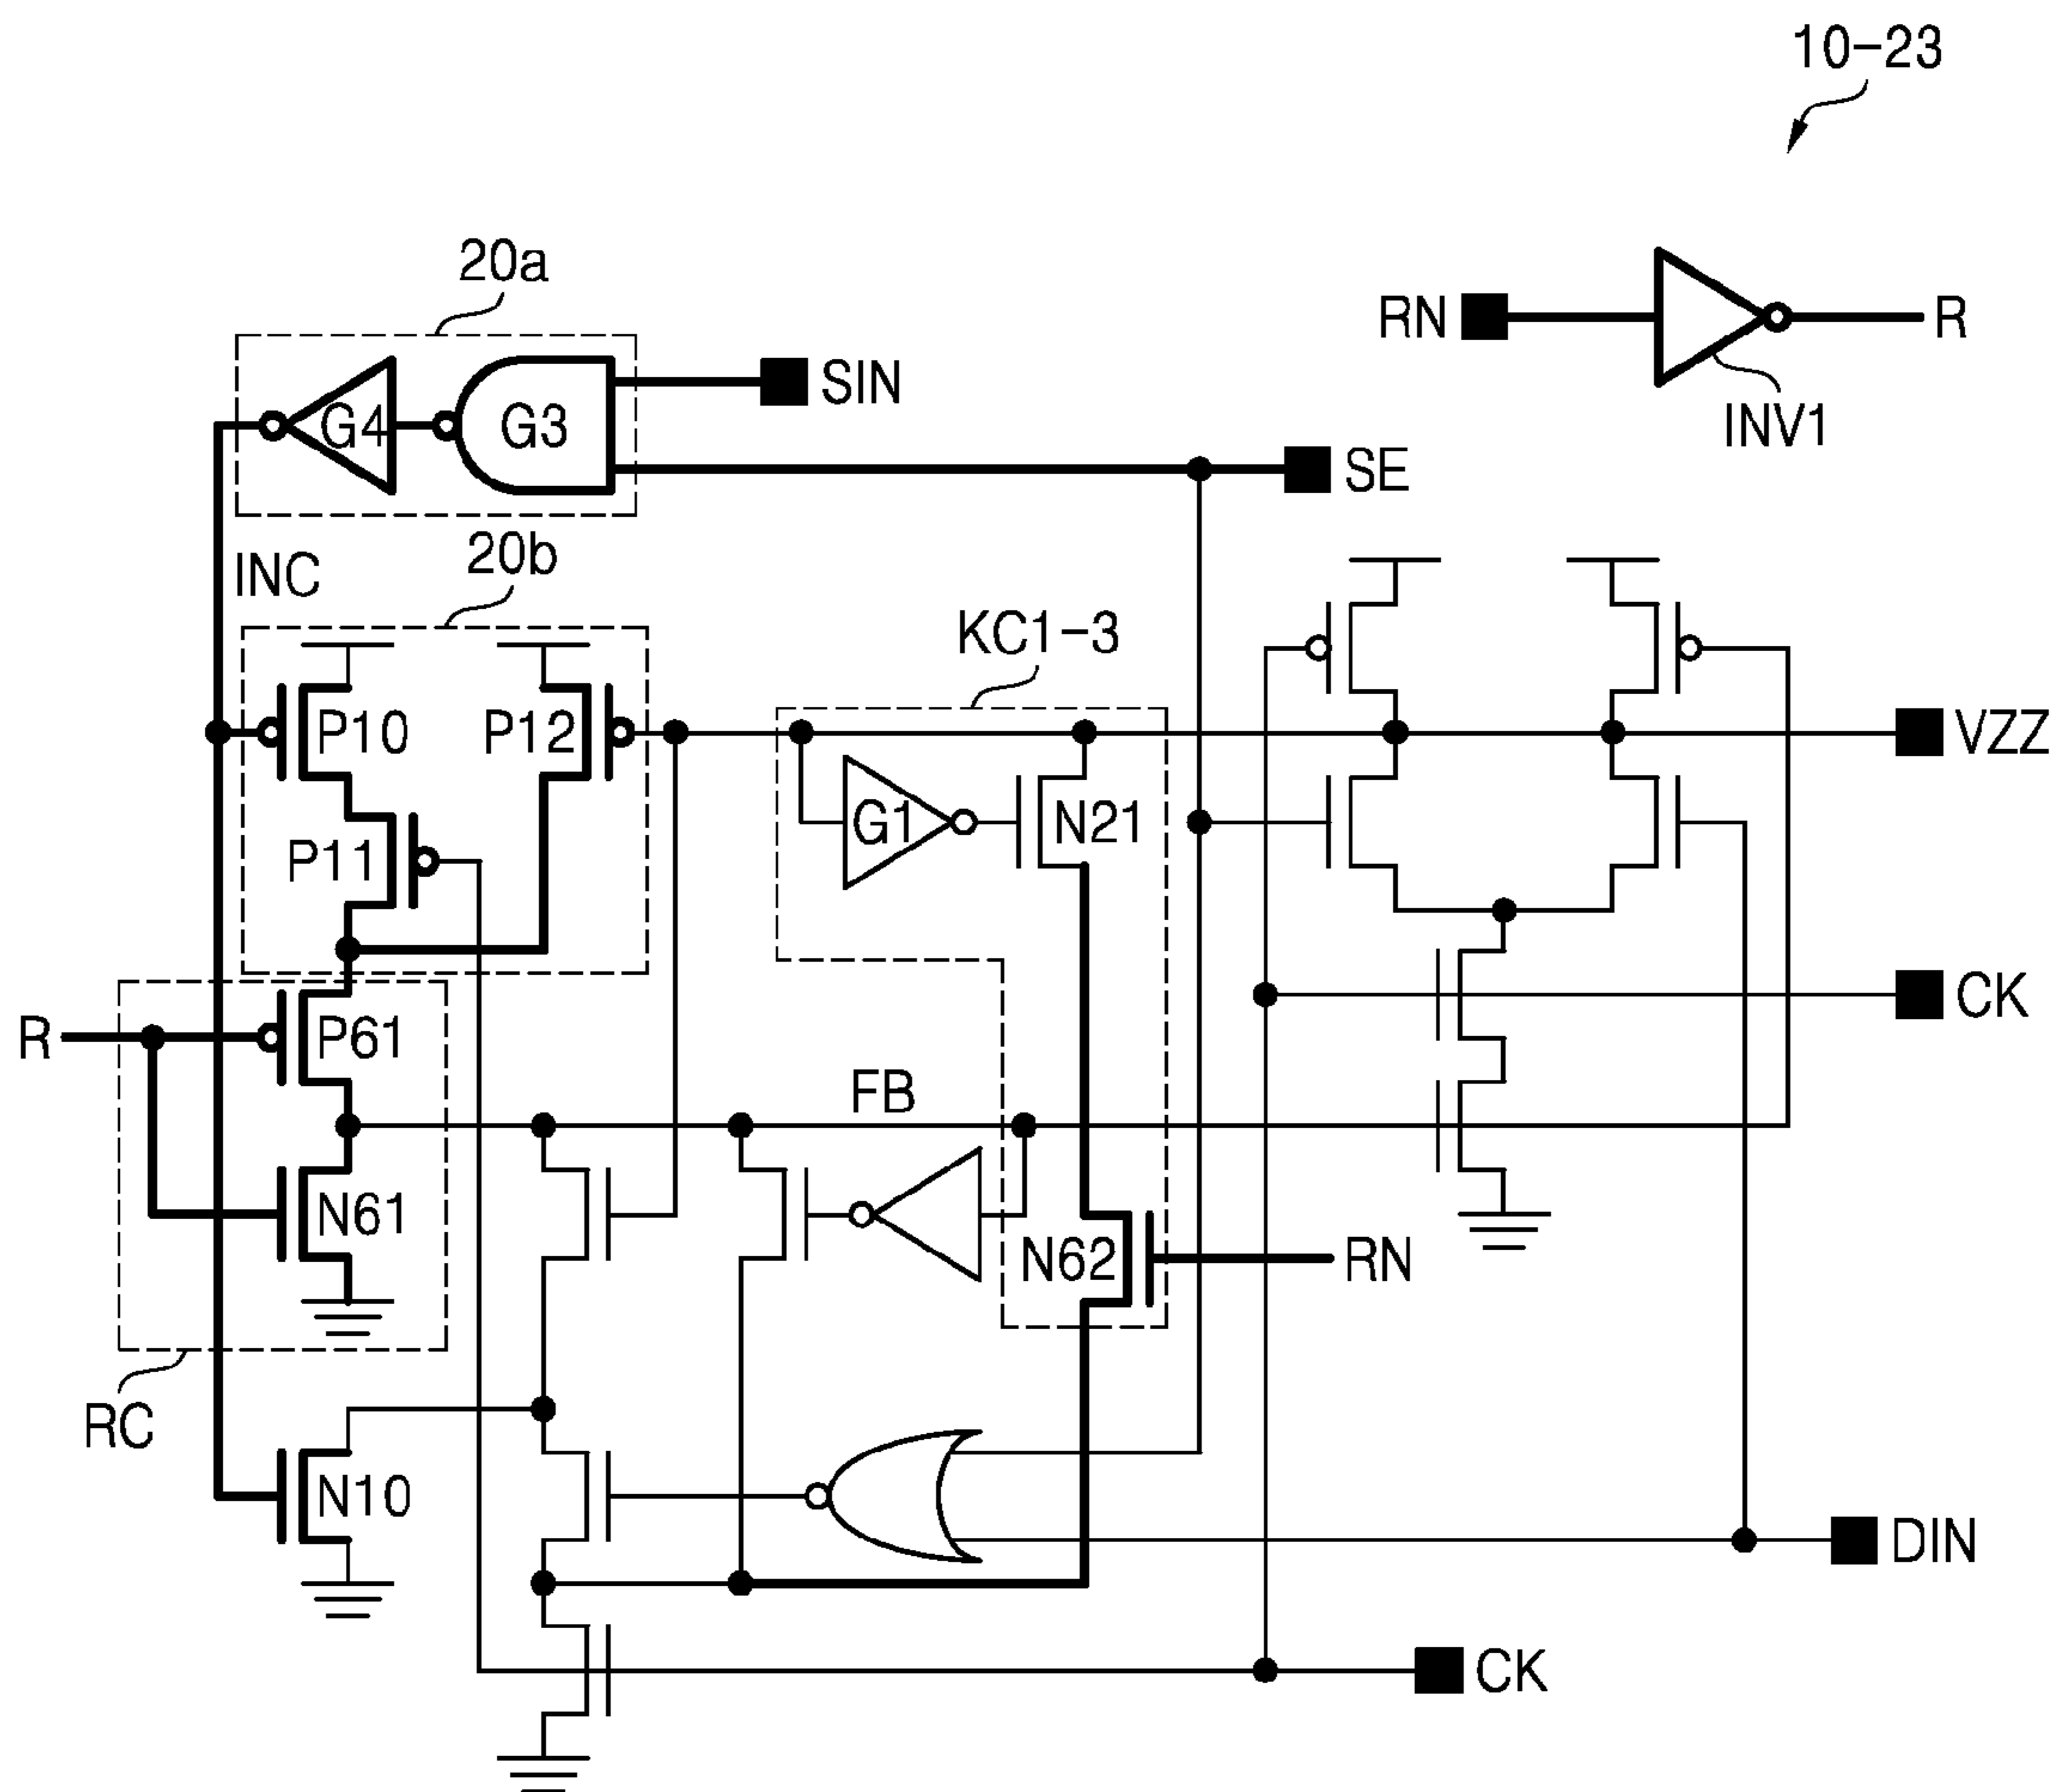 10-23
20a
RN
R
SIN
INV1
G4
G3
SE
20b
INC
KC1-3
P10
P12
VZZ
G1
N21
P11
CK
R
P61
FB
N61
N62
RN
RC
N10
DIN
CK